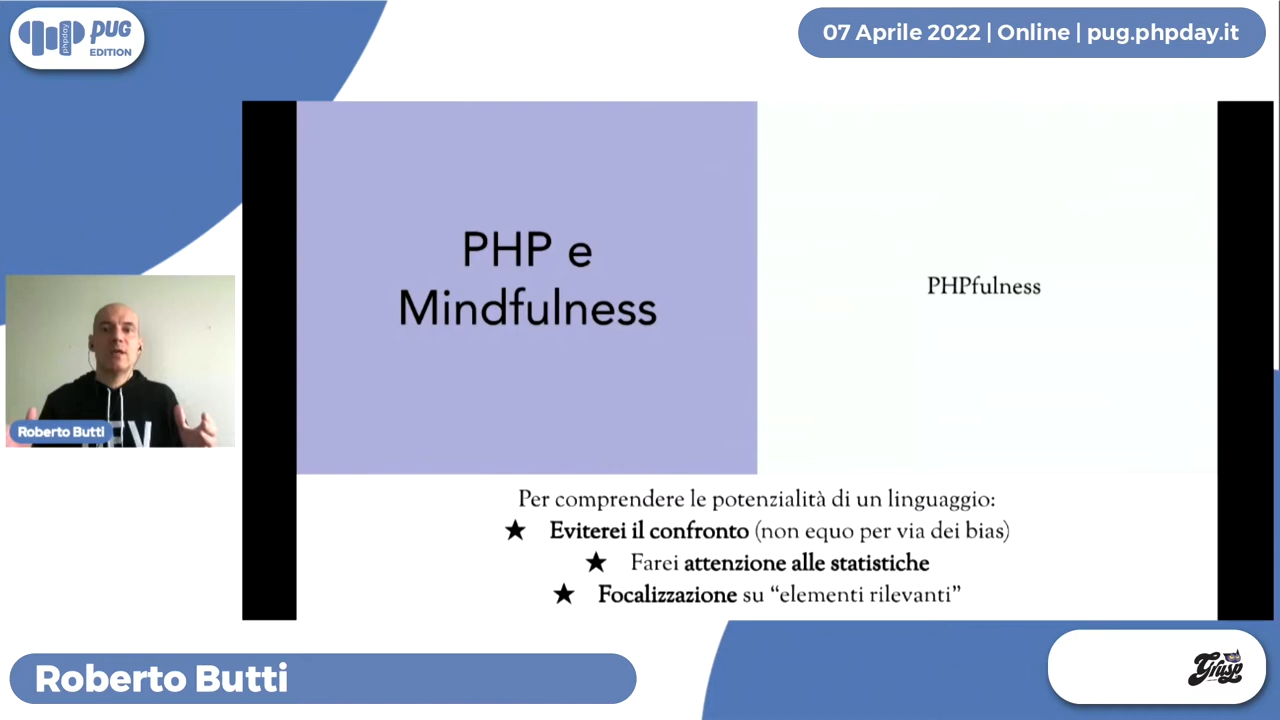 phpday
PUG
EDITION
07 Aprile 2022 | Online | pug.phpday.it
PHP e
Mindfulness
PHPfulness
Roberto Butti
Per comprendere le potenzialità di un linguaggio:
★ Eviterei il confronto (non equo per via dei bias)
★ Farei attenzione alle statistiche
★ Focalizzazione su “elementi rilevanti”
Roberto Butti
Grusp